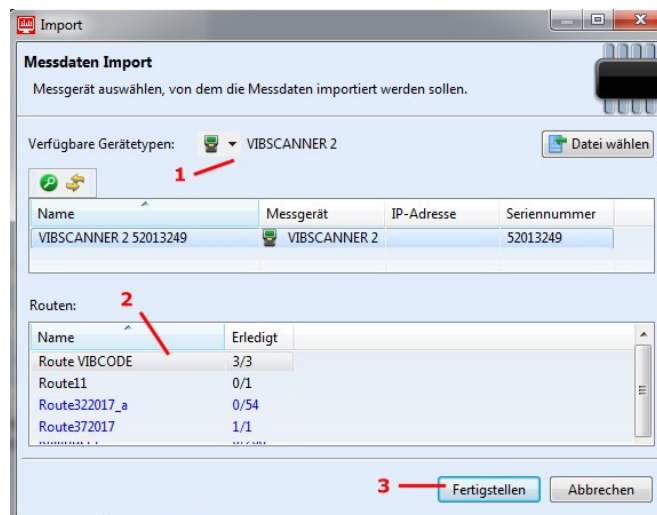 Import
Messdaten Import
Messgerät auswählen, von dem die Messdaten importiert werden sollen.
Verfügbare Gerätetypen: VIBSCANNER 2 Datei wählen
1
Name Messgerät IP-Adresse Seriennummer
VIBSCANNER 2 52013249 VIBSCANNER 2 52013249
Routen:
2
Name Erledigt
Route VIBCODE 3/3
Route11 0/1
Route322017_a 0/54
Route372017 1/1
3 Fertigstellen Abbrechen